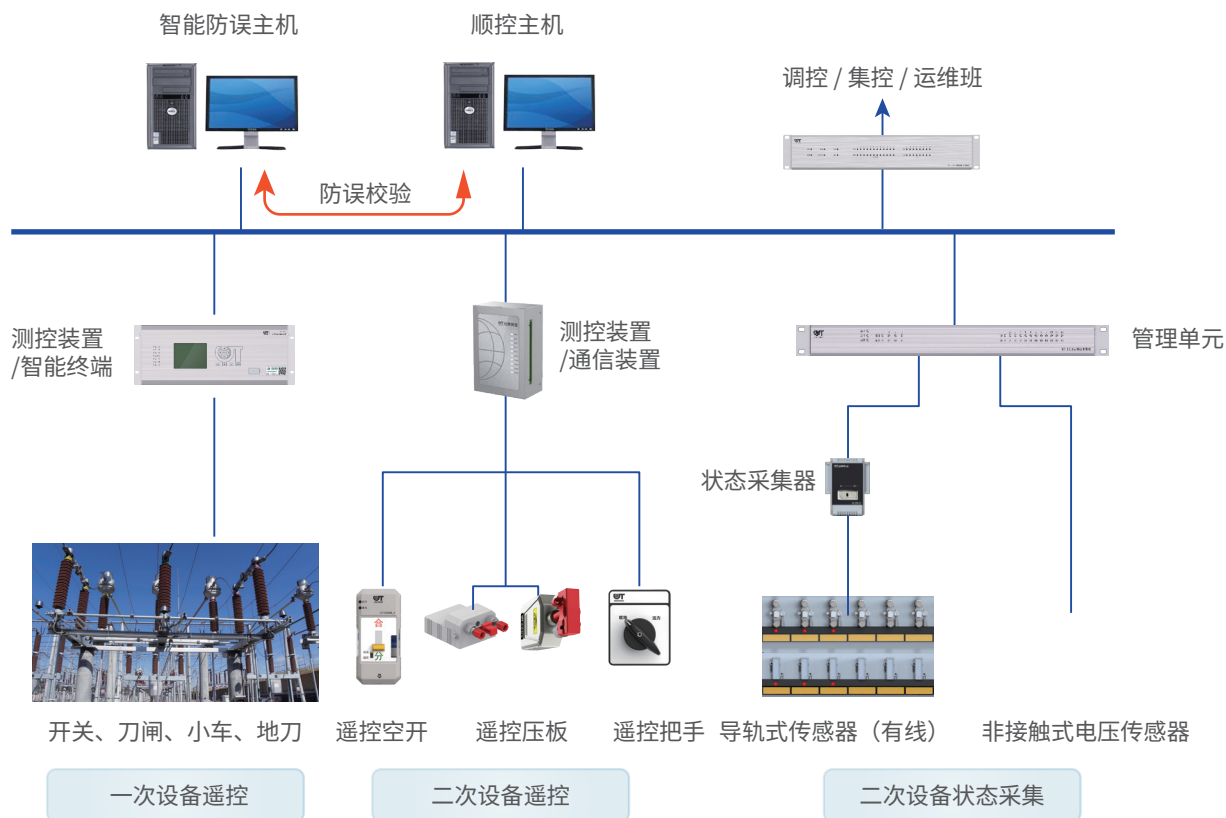 智能防误主机
顺控主机
调控 / 集控 / 运维班
防误校验
测控装置
/智能终端
测控装置
/通信装置
管理单元
状态采集器
合
分
开关、刀闸、小车、地刀
遥控空开
遥控压板
遥控把手
导轨式传感器（有线）
非接触式电压传感器
一次设备遥控
二次设备遥控
二次设备状态采集